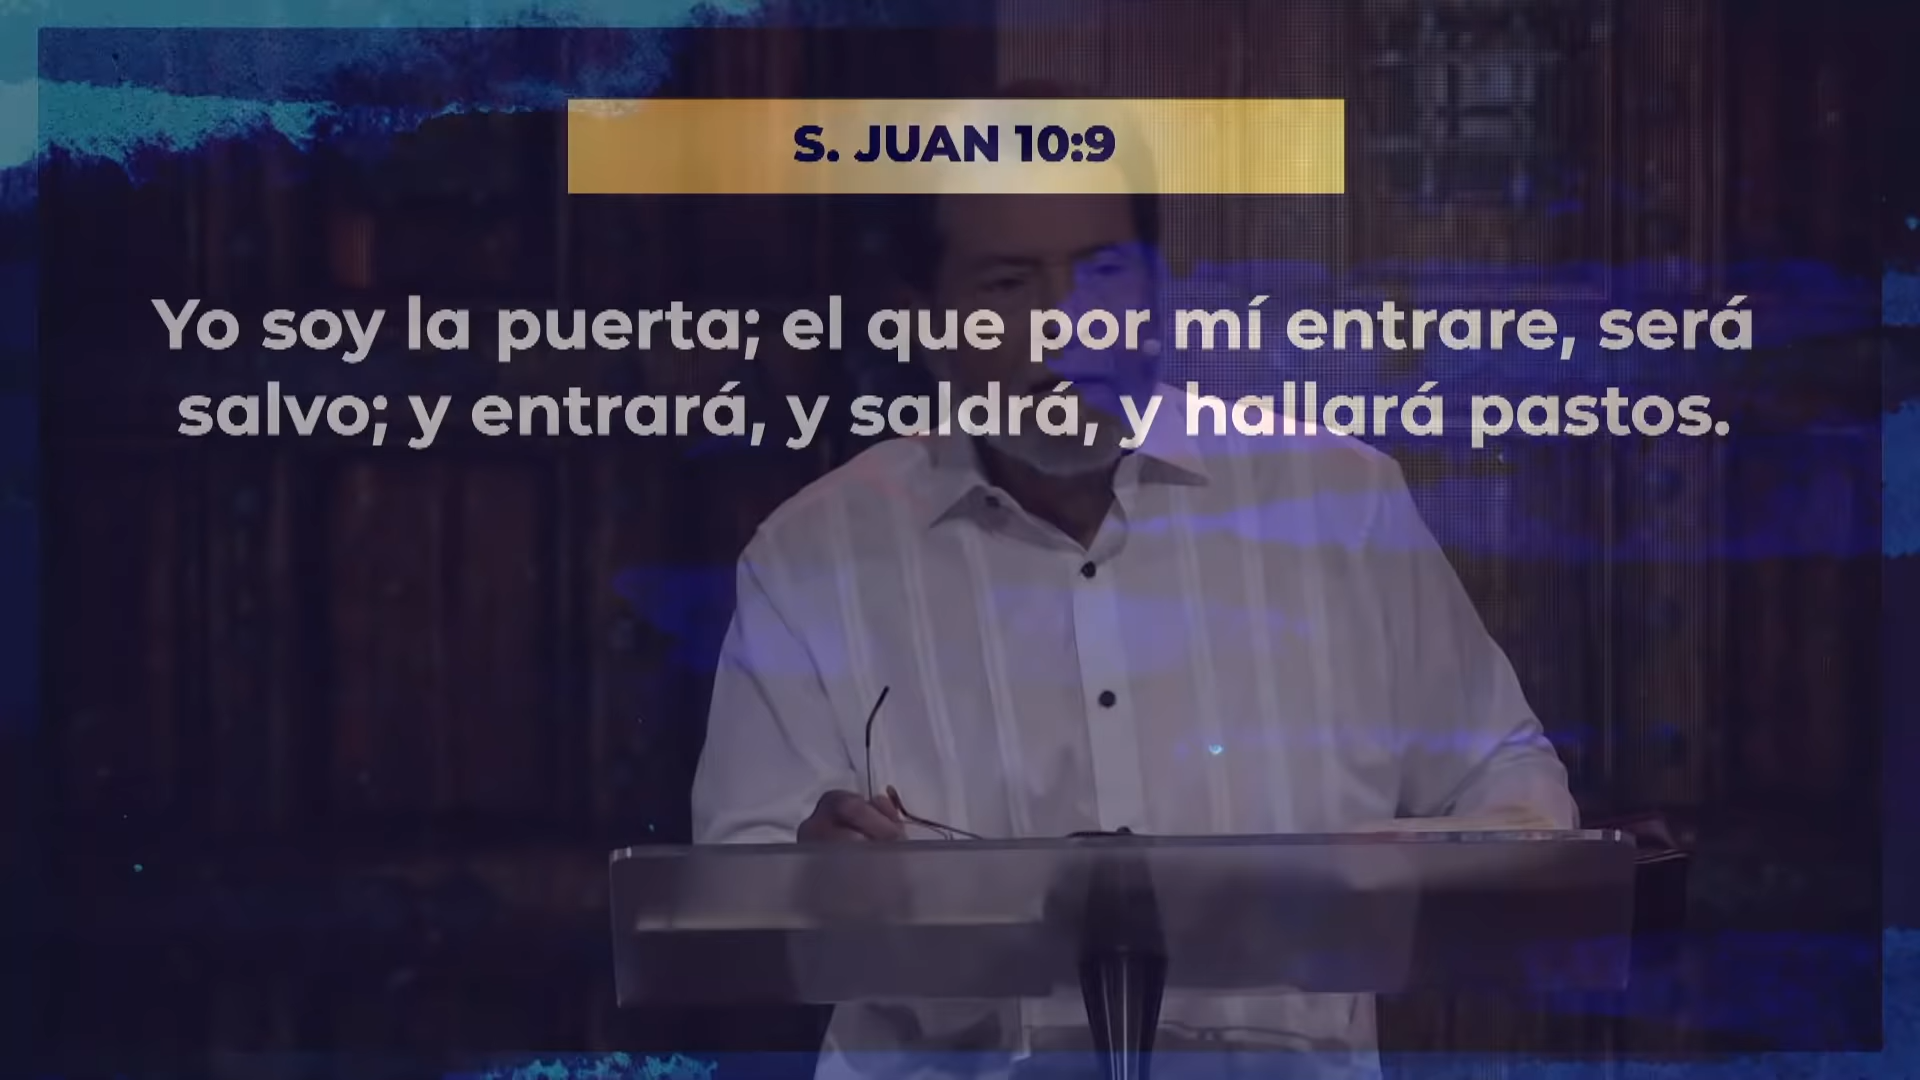 S. JUAN 10:9
Yo soy la puerta; el que por mí entrare, será
salvo; y entrará, y saldrá, y hallará pastos.